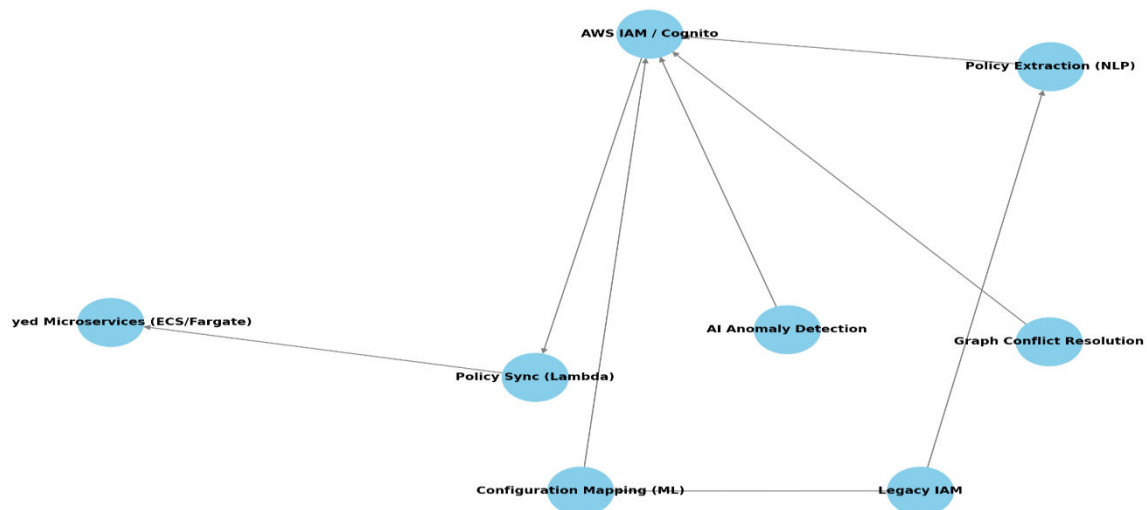 AWS IAM / Cognito
Policy Extraction (NLP)
yed Microservices (ECS/Fargate)
AI Anomaly Detection
Graph Conflict Resolution
Policy Sync (Lambda)
Configuration Mapping (ML)
Legacy IAM